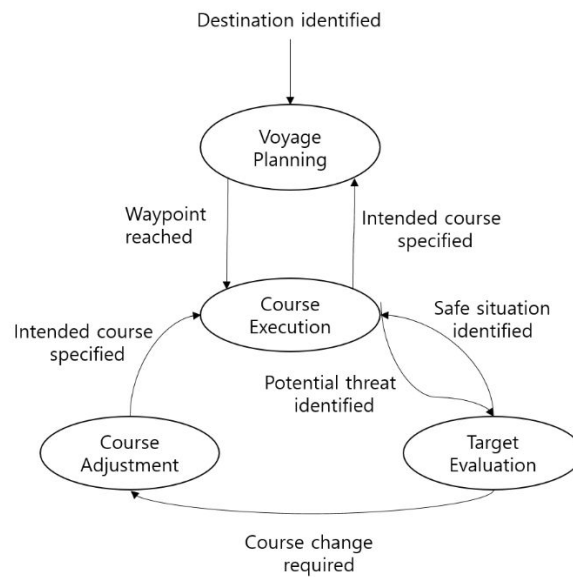 Destination identified
Voyage
Planning
Waypoint
reached
Intended course
specified
Course
Execution
Intended course
specified
Safe situation
identified
Potential threat
identified
Course
Adjustment
Target
Evaluation
Course change
required